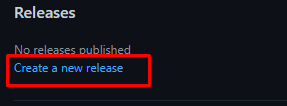 Releases
No releases published
Create a new release